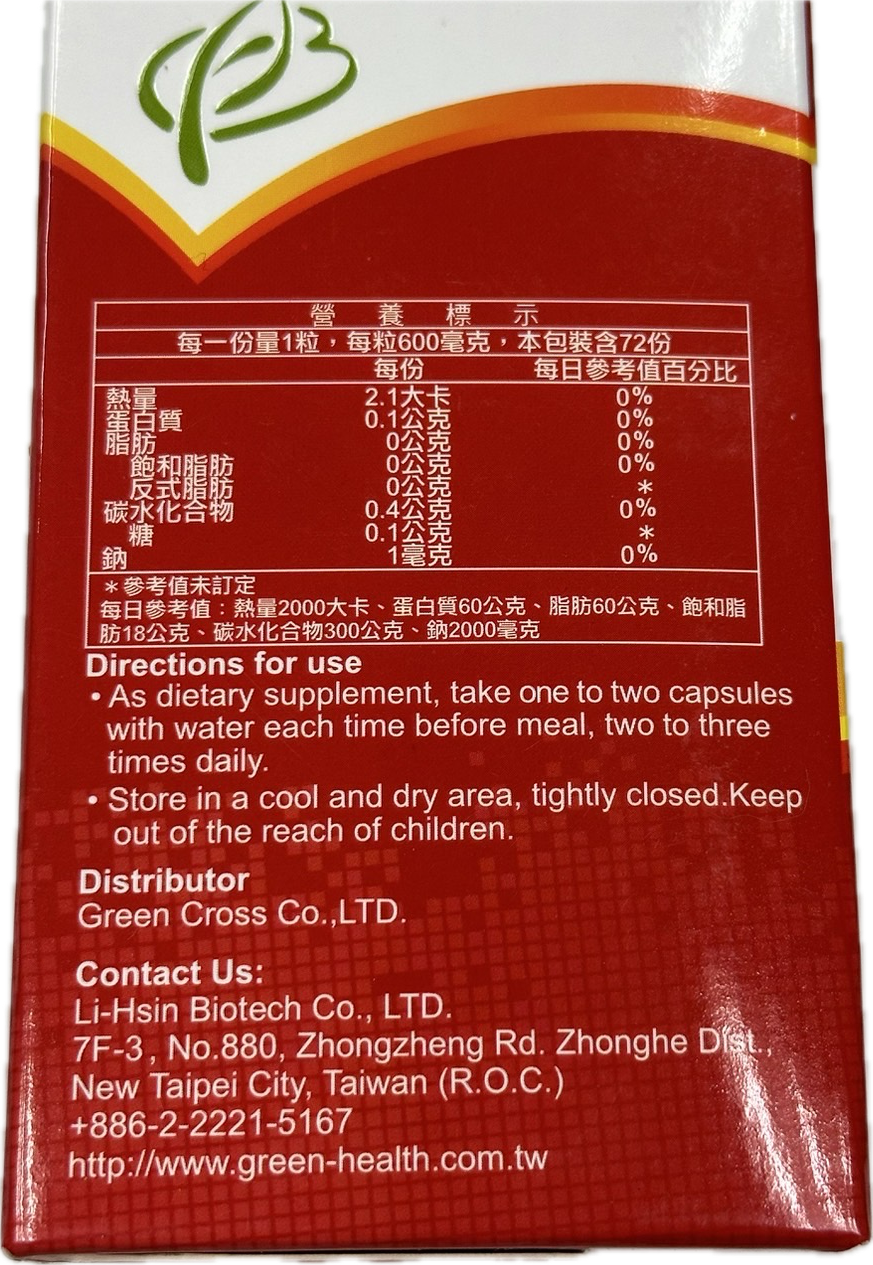 營 養 標 示
每一份量1粒，每粒600毫克，本包裝含72份
每份 每日參考值百分比
熱量 2.1大卡 0%
蛋白質 0.1公克 0%
脂肪 0公克 0%
飽和脂肪 0公克 0%
反式脂肪 0公克 *
碳水化合物 0.4公克 0%
糖 0.1公克 *
鈉 1毫克 0%
*參考值未訂定
每日參考值：熱量2000大卡、蛋白質60公克、脂肪60公克、飽和脂
肪18公克、碳水化合物300公克、鈉2000毫克
Directions for use
• As dietary supplement, take one to two capsules
with water each time before meal, two to three
times daily.
• Store in a cool and dry area, tightly closed.Keep
out of the reach of children.
Distributor
Green Cross Co.,LTD.
Contact Us:
Li-Hsin Biotech Co., LTD.
7F-3, No.880, Zhongzheng Rd. Zhonghe Dist.,
New Taipei City, Taiwan (R.O.C.)
+886-2-2221-5167
http://www.green-health.com.tw